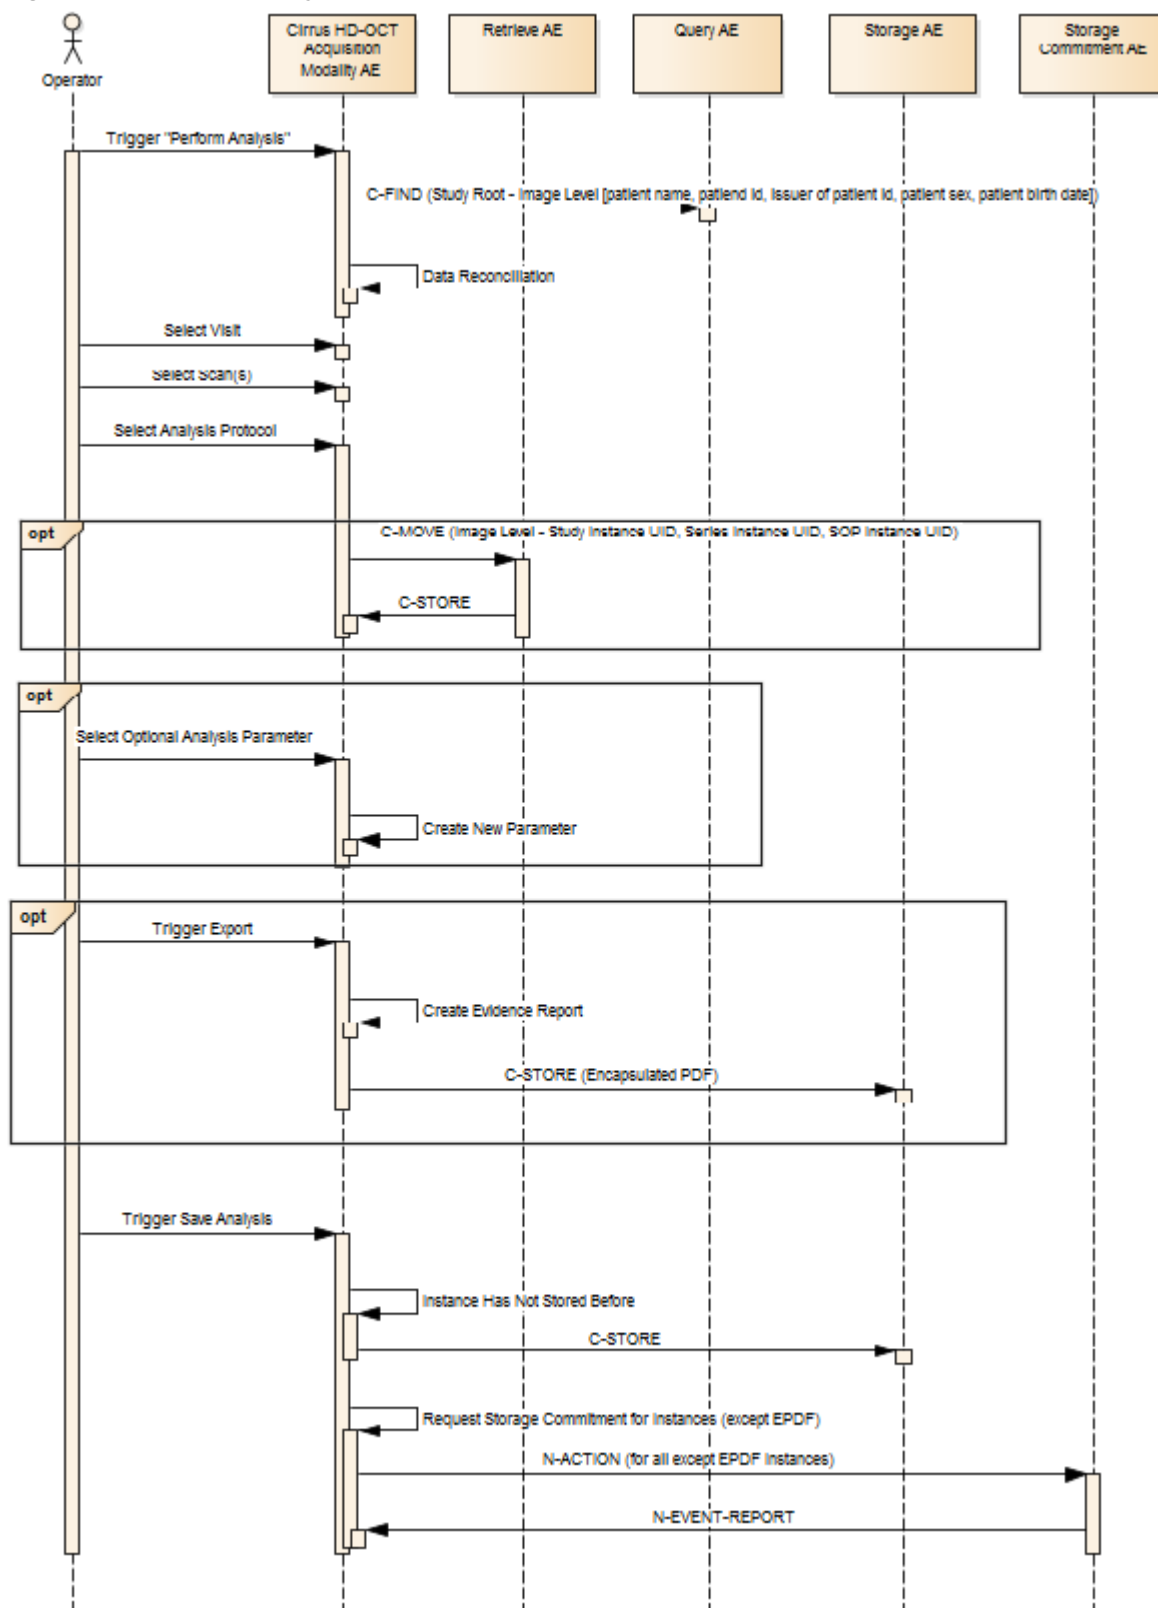 Operator
Cirrus HD-OCT
Acquisition
Modality AE
Retrieve AE
Query AE
Storage AE
Storage
Commitment AE
Trigger "Perform Analysis"
C-FIND (Study Root - Image Level [patient name, patiend id, issuer of patient id, patient sex, patient birth date])
Data Reconciliation
Select Visit
Select Scan(s)
Select Analysis Protocol
opt
C-MOVE (Image Level - Study Instance UID, Series Instance UID, SOP Instance UID)
C-STORE
opt
Select Optional Analysis Parameter
Create New Parameter
opt
Trigger Export
Create Evidence Report
C-STORE (Encapsulated PDF)
Trigger Save Analysis
Instance Has Not Stored Before
C-STORE
Request Storage Commitment for Instances (except EPDF)
N-ACTION (for all except EPDF Instances)
N-EVENT-REPORT